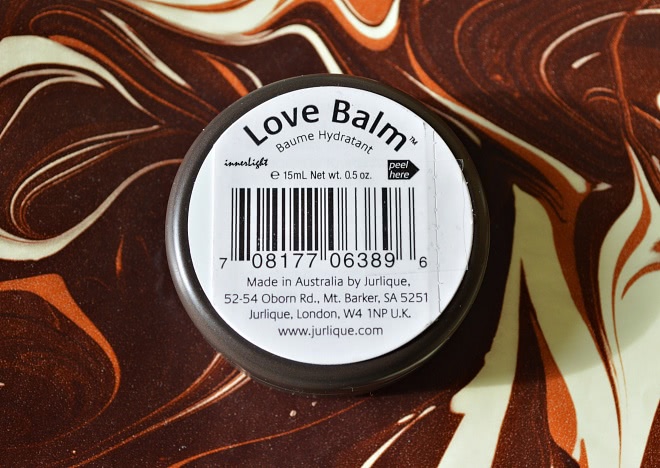 Love Balm™
Baume Hydratant
innerLight
℮ 15mL Net wt. 0.5 oz.
peel
here
7 08177 06389 6
Made in Australia by Jurlique,
52-54 Oborn Rd., Mt. Barker, SA 5251
Jurlique, London, W4 1NP U.K.
www.jurlique.com